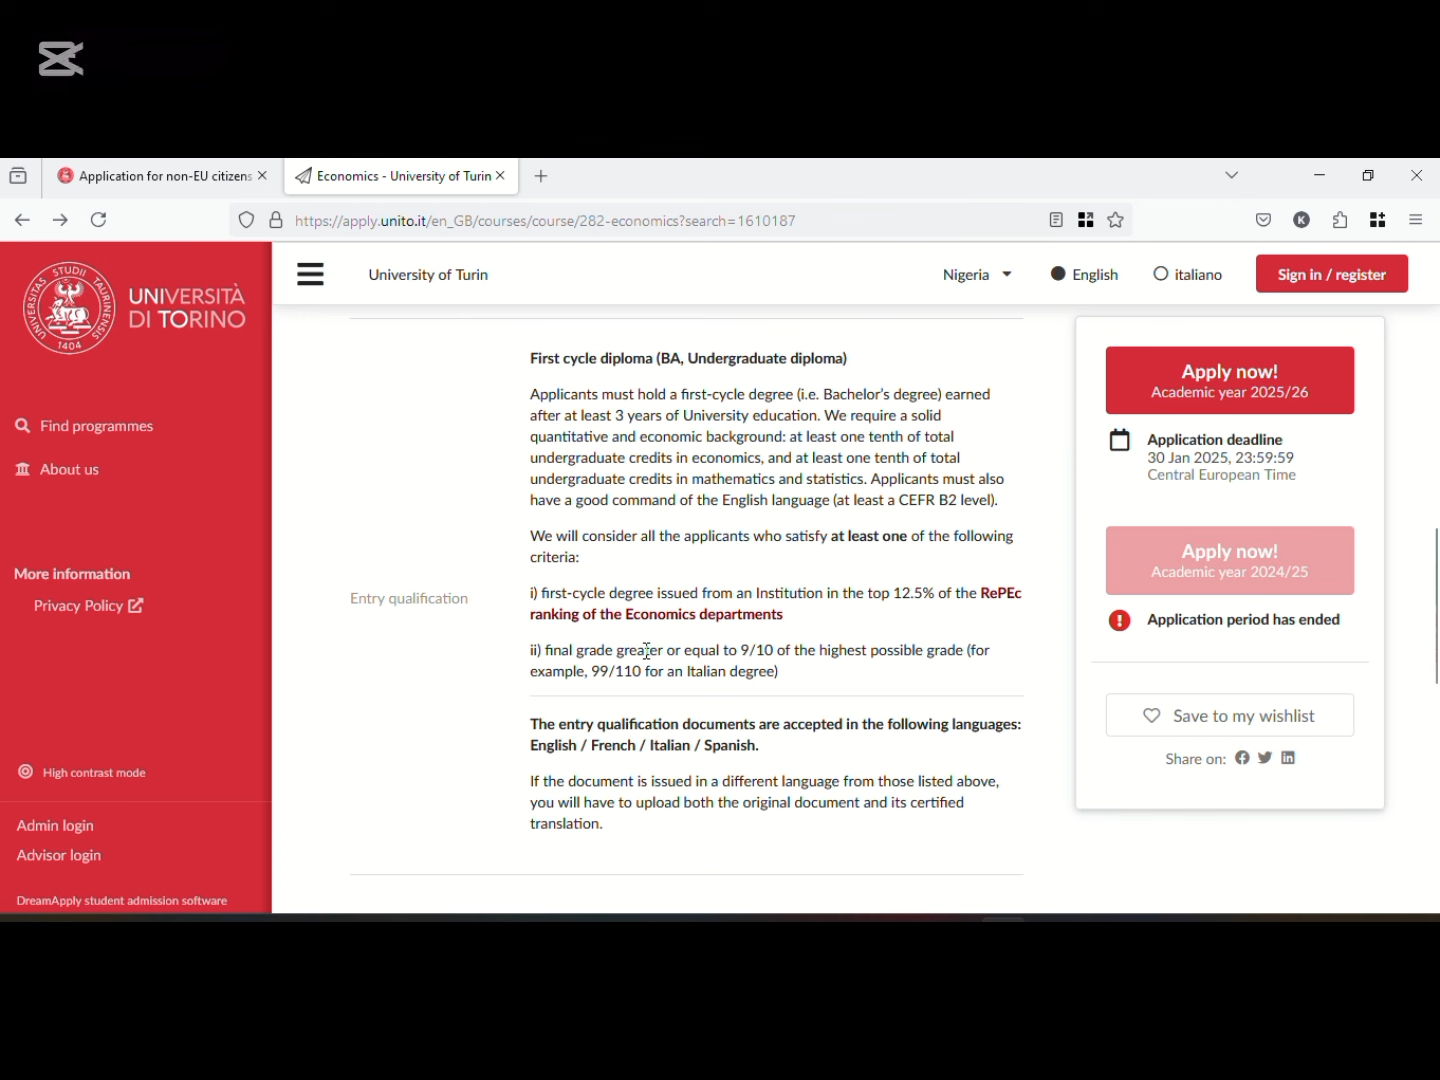 Application for non-EU citizens
Economics - University of Turin
https://apply.unito.it/en_GB/courses/course/282-economics?search=1610187
K
STUDII TAURINENSIS UNIVERSITAS
1404
UNIVERSITÀ
DI TORINO
University of Turin
Nigeria
English
italiano
Sign in / register
Find programmes
About us
More information
Privacy Policy
High contrast mode
Admin login
Advisor login
DreamApply student admission software
Entry qualification
First cycle diploma (BA, Undergraduate diploma)
Applicants must hold a first-cycle degree (i.e. Bachelor's degree) earned
after at least 3 years of University education. We require a solid
quantitative and economic background: at least one tenth of total
undergraduate credits in economics, and at least one tenth of total
undergraduate credits in mathematics and statistics. Applicants must also
have a good command of the English language (at least a CEFR B2 level).
We will consider all the applicants who satisfy at least one of the following
criteria:
i) first-cycle degree issued from an Institution in the top 12.5% of the RePEc
ranking of the Economics departments
ii) final grade greater or equal to 9/10 of the highest possible grade (for
example, 99/110 for an Italian degree)
The entry qualification documents are accepted in the following languages:
English / French / Italian / Spanish.
If the document is issued in a different language from those listed above,
you will have to upload both the original document and its certified
translation.
Apply now!
Academic year 2025/26
Application deadline
30 Jan 2025, 23:59:59
Central European Time
Apply now!
Academic year 2024/25
Application period has ended
Save to my wishlist
Share on: